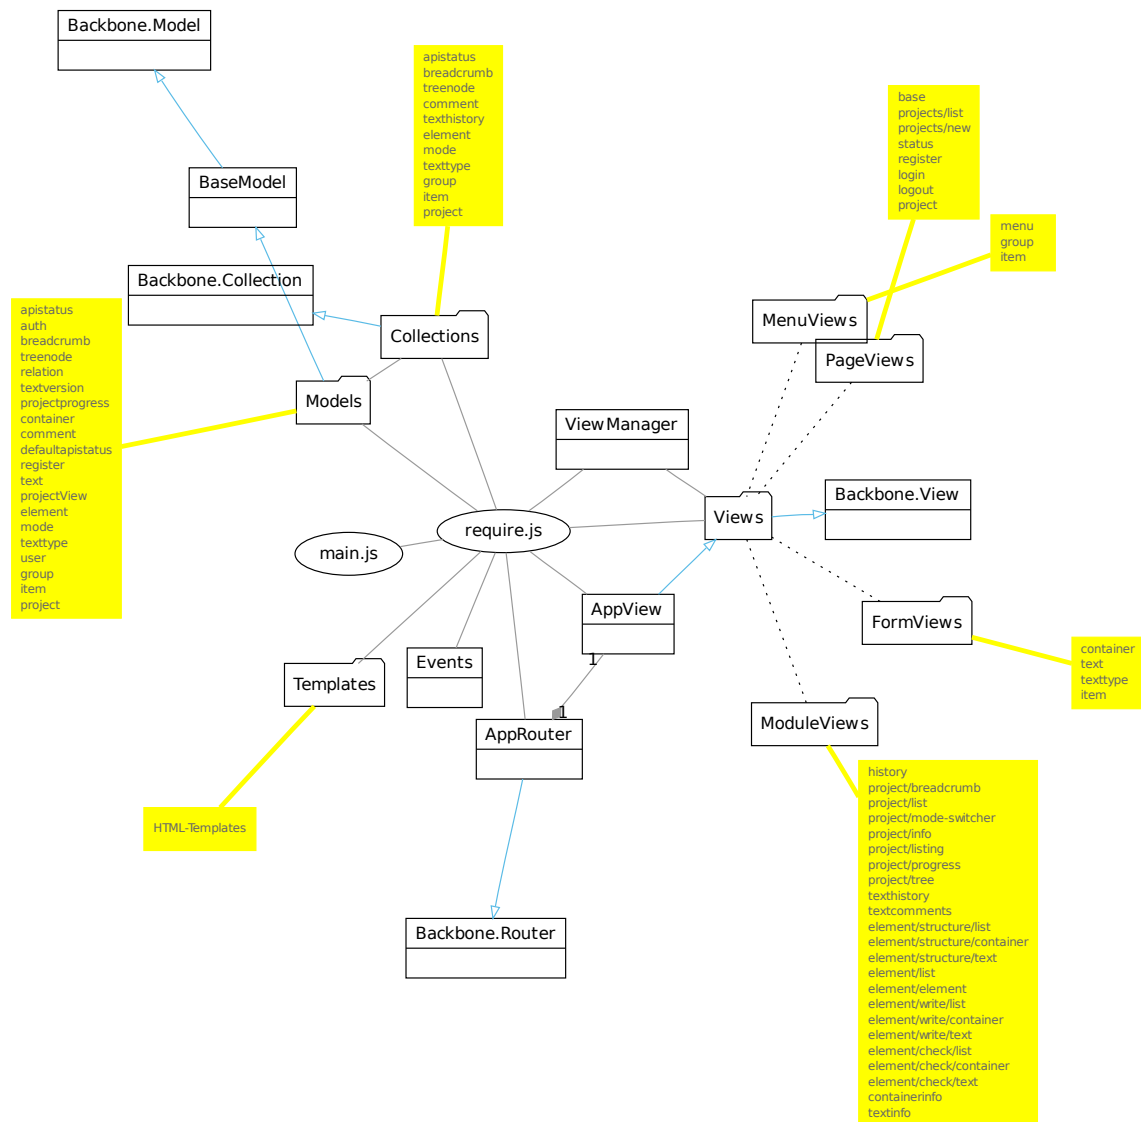 Backbone.Model
apistatus
breadcrumb
treenode
comment
texthistory
element
mode
texttype
group
item
project
base
projects/list
projects/new
status
register
login
logout
project
BaseModel
menu
group
item
Backbone.Collection
apistatus
auth
breadcrumb
treenode
relation
textversion
projectprogress
container
comment
defaultapistatus
register
text
projectView
element
mode
texttype
user
group
item
project
Collections
MenuViews
PageViews
Models
ViewManager
Backbone.View
Views
require.js
main.js
AppView
1
FormViews
container
text
texttype
item
Events
Templates
1
AppRouter
ModuleViews
HTML-Templates
history
project/breadcrumb
project/list
project/mode-switcher
project/info
project/listing
project/progress
project/tree
texthistory
textcomments
element/structure/list
element/structure/container
element/structure/text
element/list
element/element
element/write/list
element/write/container
element/write/text
element/check/list
element/check/container
element/check/text
containerinfo
textinfo
Backbone.Router